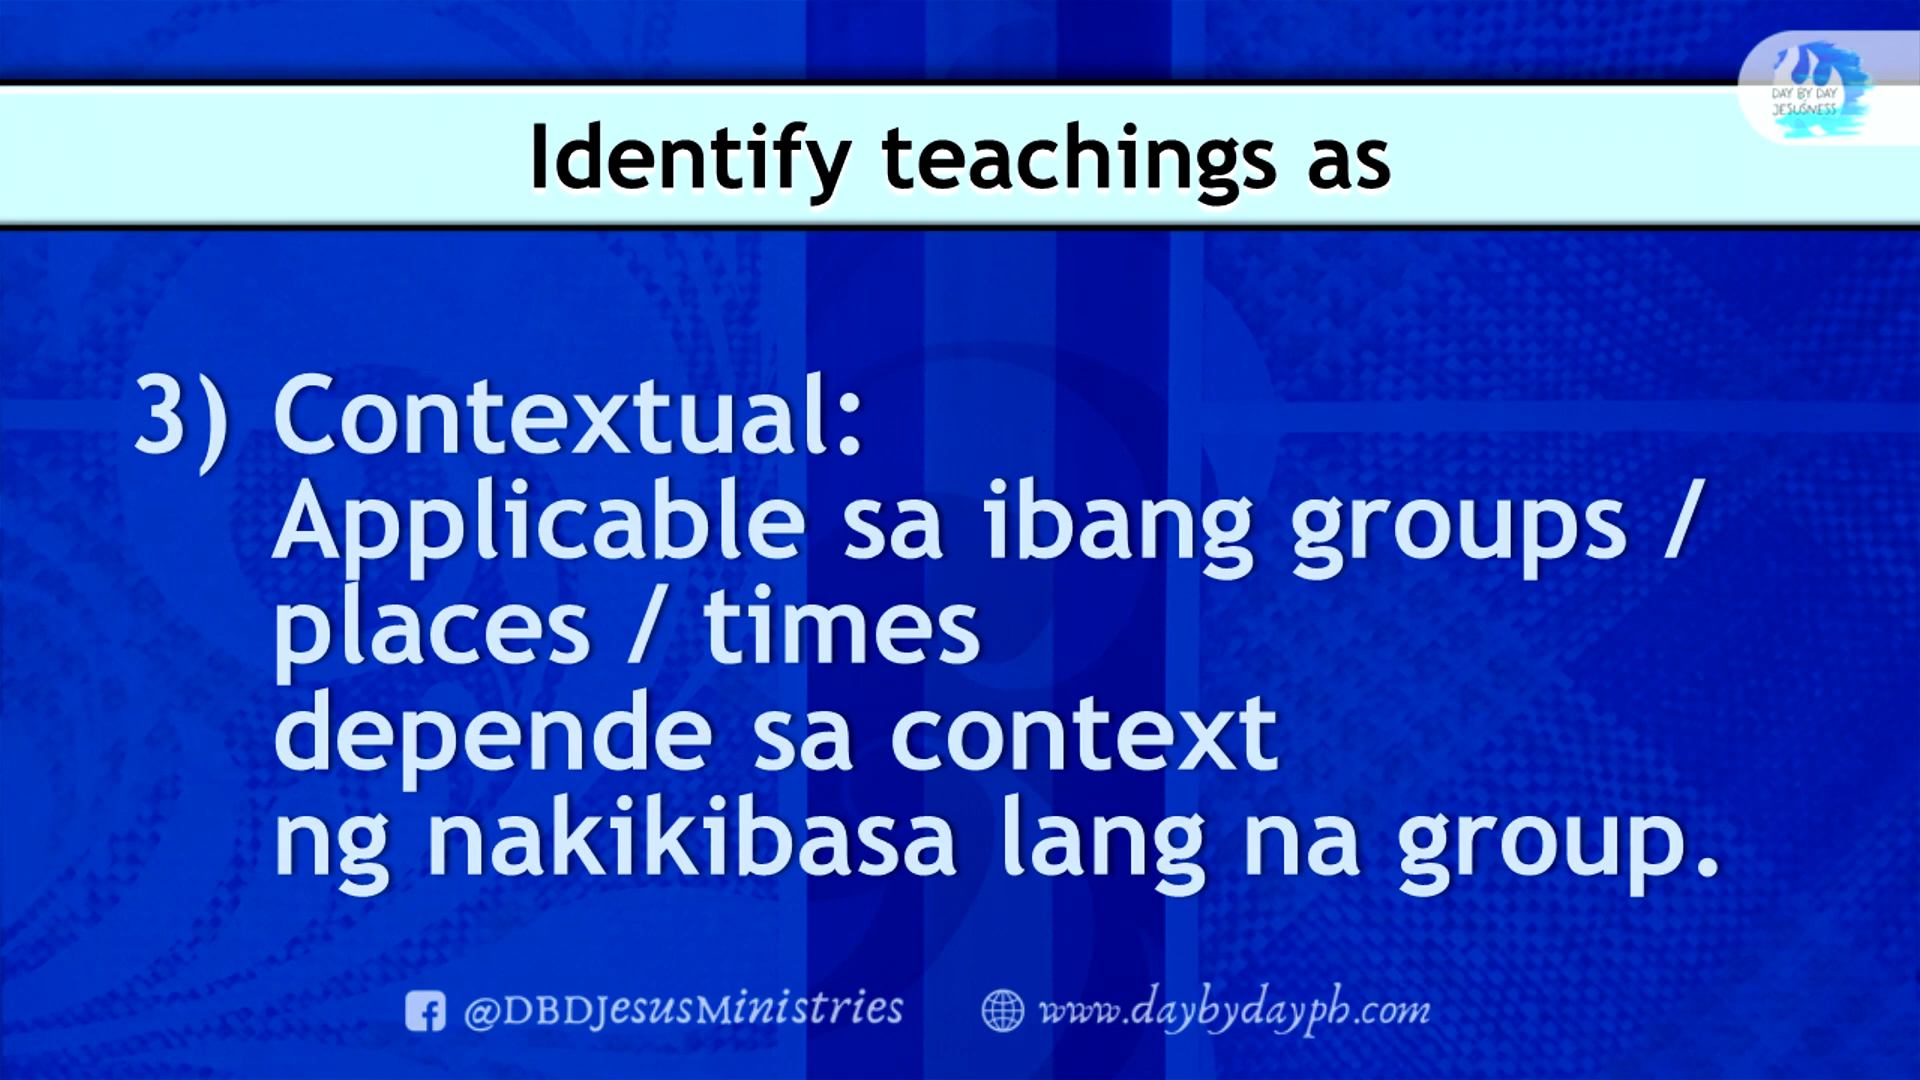 DAY BY DAY
JESUSNESS
Identify teachings as
3) Contextual:
Applicable sa ibang groups /
places / times
depende sa context
ng nakikibasa lang na group.
@DBDJesusMinistries
www.daybydayph.com